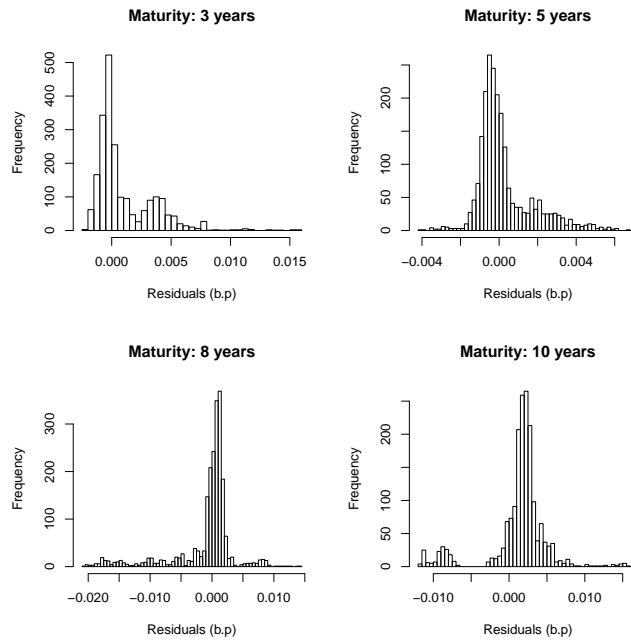 Maturity: 3 years
Frequency
0 100 200 300 400 500
0.000 0.005 0.010 0.015
Residuals (b.p)
Maturity: 5 years
Frequency
0 50 150 250
−0.004 0.000 0.004
Residuals (b.p)
Maturity: 8 years
Frequency
0 100 200 300
−0.020 −0.010 0.000 0.010
Residuals (b.p)
Maturity: 10 years
Frequency
0 50 100 200
−0.010 0.000 0.010
Residuals (b.p)